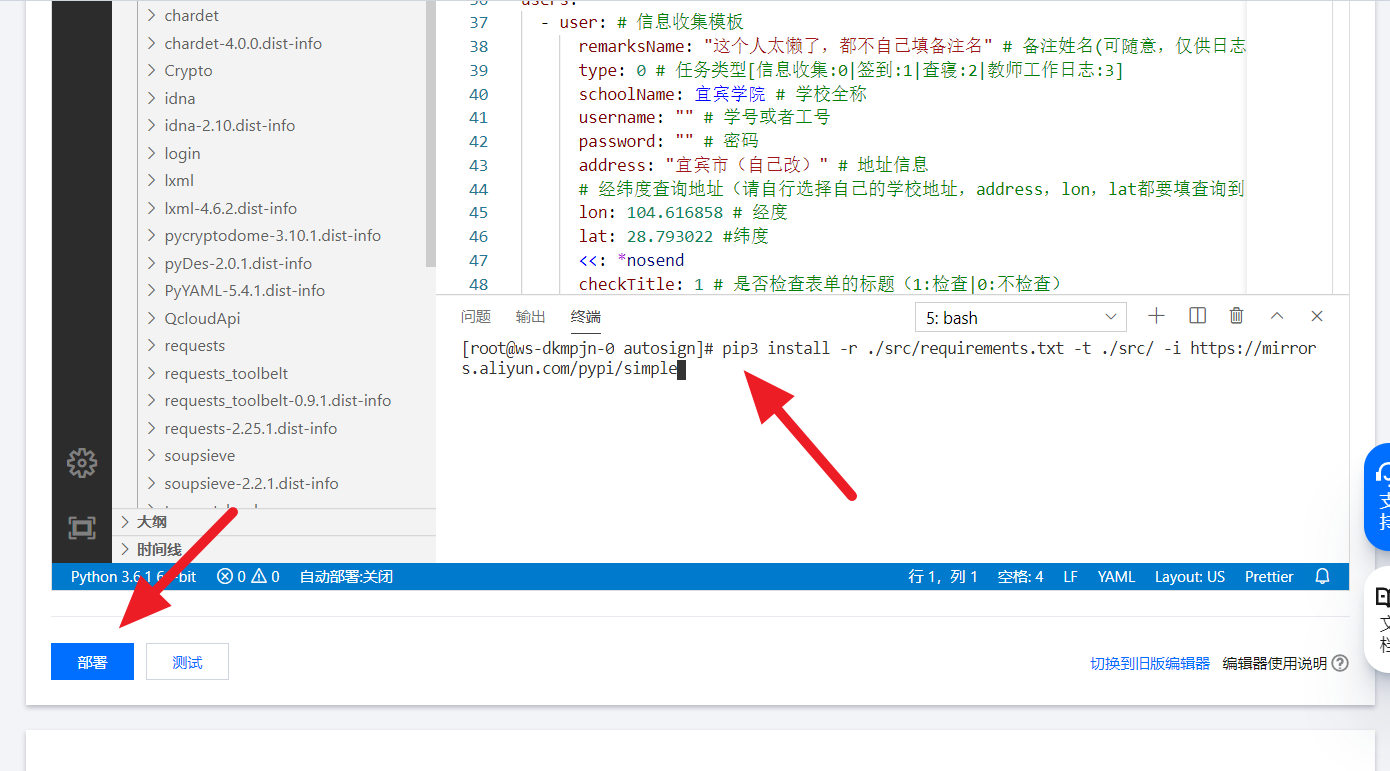 chardet
chardet-4.0.0.dist-info
Crypto
idna
idna-2.10.dist-info
login
lxml
lxml-4.6.2.dist-info
pycryptodome-3.10.1.dist-info
pyDes-2.0.1.dist-info
PyYAML-5.4.1.dist-info
QcloudApi
requests
requests_toolbelt
requests_toolbelt-0.9.1.dist-info
requests-2.25.1.dist-info
soupsieve
soupsieve-2.2.1.dist-info
大纲
时间线
36 users:
37 - user: # 信息收集模板
38 remarksName: "这个人太懒了，都不自己填备注名" # 备注姓名(可随意，仅供日志
39 type: 0 # 任务类型[信息收集:0|签到:1|查寝:2|教师工作日志:3]
40 schoolName: 宜宾学院 # 学校全称
41 username: "" # 学号或者工号
42 password: "" # 密码
43 address: "宜宾市（自己改）" # 地址信息
44 # 经纬度查询地址（请自行选择自己的学校地址，address，lon，lat都要填查询到
45 lon: 104.616858 # 经度
46 lat: 28.793022 #纬度
47 <<: *nosend
48 checkTitle: 1 # 是否检查表单的标题（1:检查|0:不检查）
问题 输出 终端 5: bash
[root@ws-dkmpjn-0 autosign]# pip3 install -r ./src/requirements.txt -t ./src/ -i https://mirror
s.aliyun.com/pypi/simple
Python 3.6.1 6 -bit 0 0 自动部署:关闭 行 1，列 1 空格: 4 LF YAML Layout: US Prettier
部署 测试 切换到旧版编辑器 编辑器使用说明
支
持
文
档